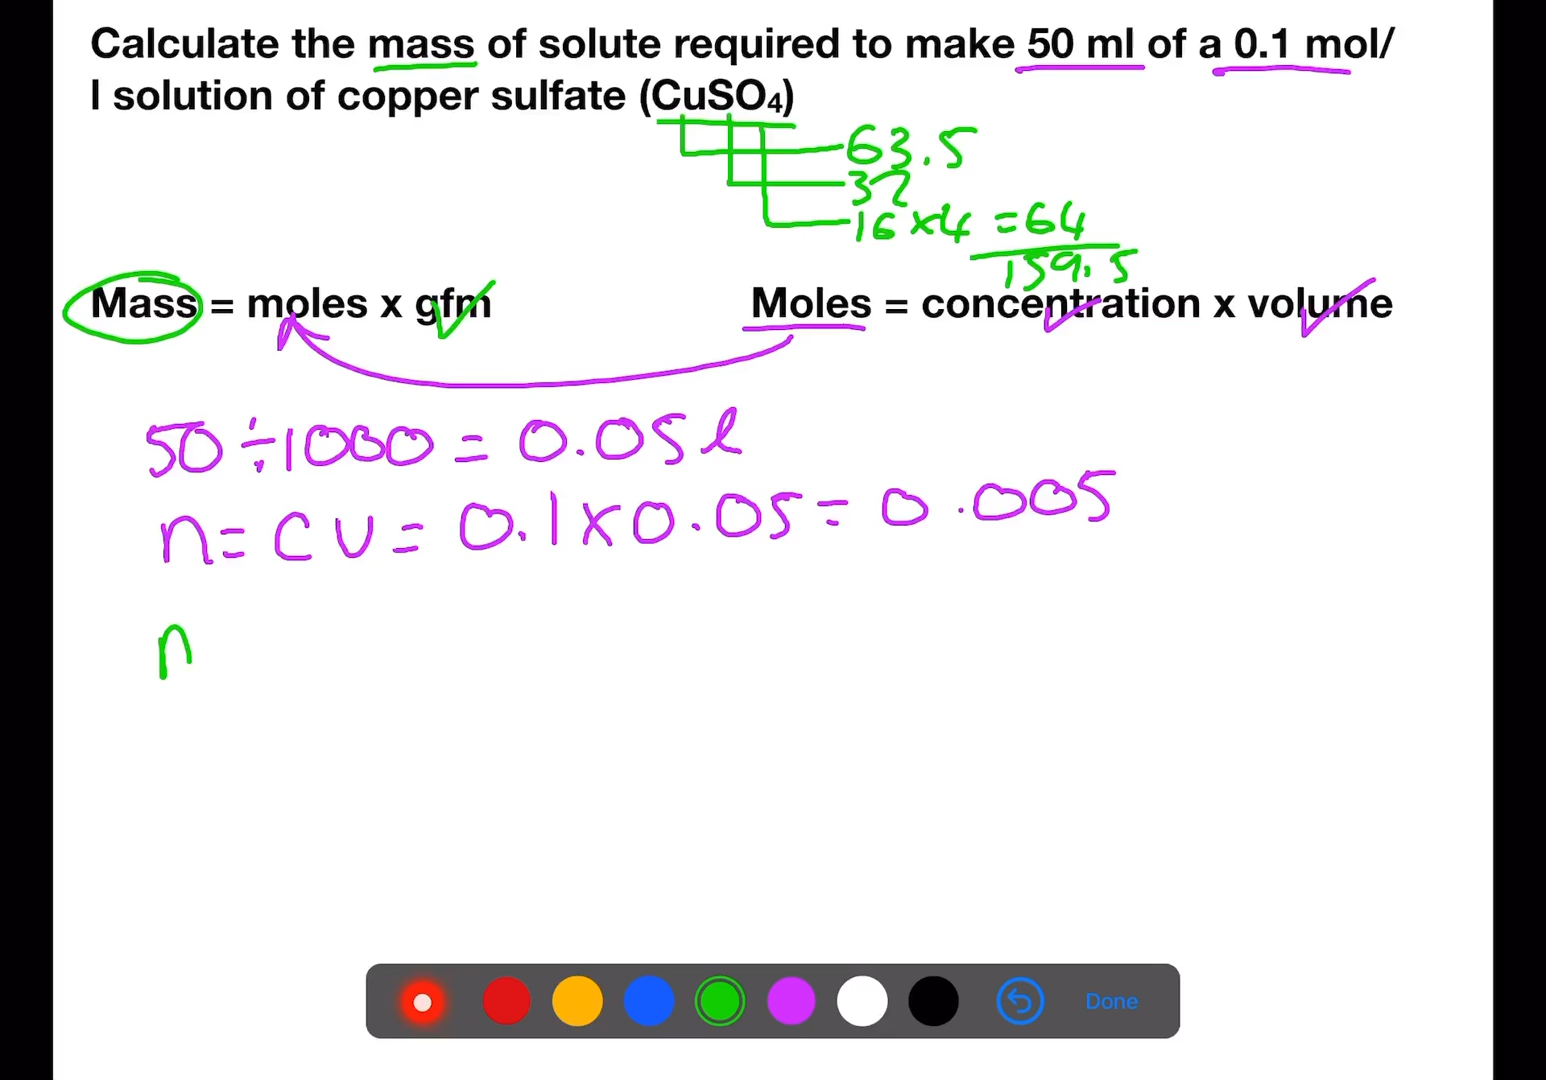 Calculate the mass of solute required to make 50 ml of a 0.1 mol/
l solution of copper sulfate (CuSO₄)
63.5
32
16 x 4 = 64
159.5
Mass = moles x gfm
Moles = concentration x volume
50 ÷ 1000 = 0.05 l
n = CV = 0.1 x 0.05 = 0.005
n
Done